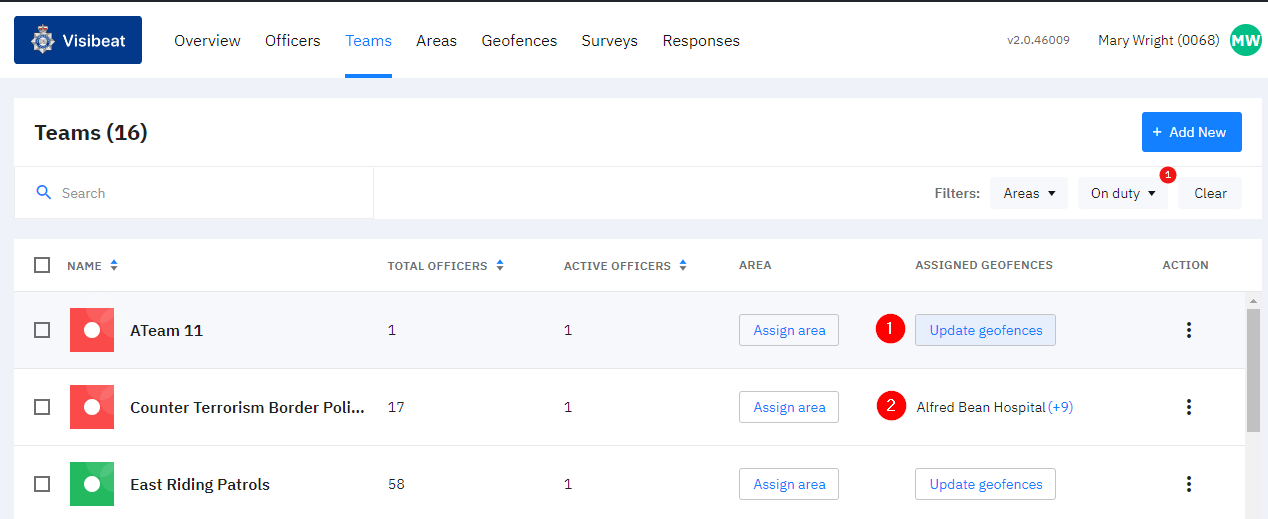 Visibeat Overview Officers Teams Areas Geofences Surveys Responses v2.0.46009 Mary Wright (0068) MW
Teams (16) + Add New
Search Filters: Areas On duty 1 Clear
NAME TOTAL OFFICERS ACTIVE OFFICERS AREA ASSIGNED GEOFENCES ACTION
ATeam 11 1 1 Assign area 1 Update geofences
Counter Terrorism Border Poli... 17 1 Assign area 2 Alfred Bean Hospital (+9)
East Riding Patrols 58 1 Assign area Update geofences